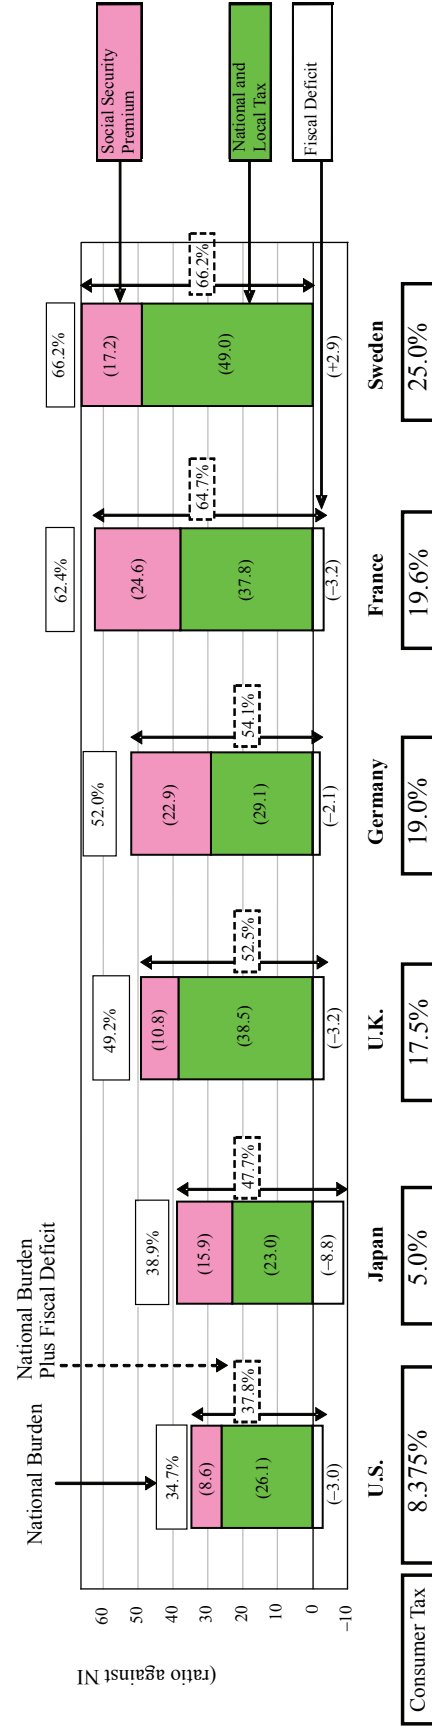 National Burden
National Burden
Plus Fiscal Deficit
34.7%
38.9%
49.2%
52.0%
62.4%
66.2%
Social Security
Premium
National and
Local Tax
Fiscal Deficit
(ratio against NI
60
50
40
30
20
10
0
–10
(8.6)
(26.1)
(–3.0)
37.8%
(15.9)
(23.0)
(–8.8)
47.7%
(10.8)
(38.5)
(–3.2)
52.5%
(22.9)
(29.1)
(–2.1)
54.1%
(24.6)
(37.8)
(–3.2)
64.7%
(17.2)
(49.0)
(+2.9)
66.2%
U.S.
Japan
U.K.
Germany
France
Sweden
Consumer Tax
8.375%
5.0%
17.5%
19.0%
19.6%
25.0%